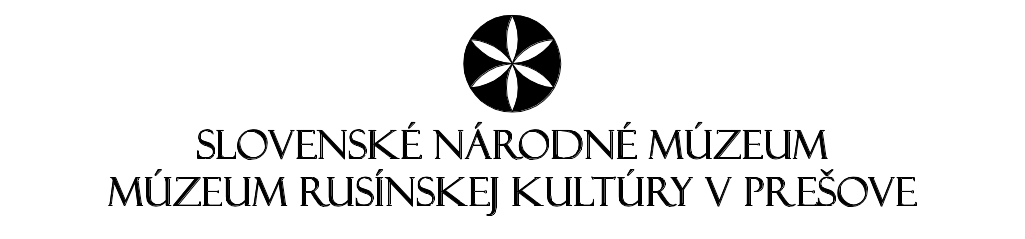 SLOVENSKÉ NÁRODNÉ MÚZEUM
MÚZEUM RUSÍNSKEJ KULTÚRY V PREŠOVE